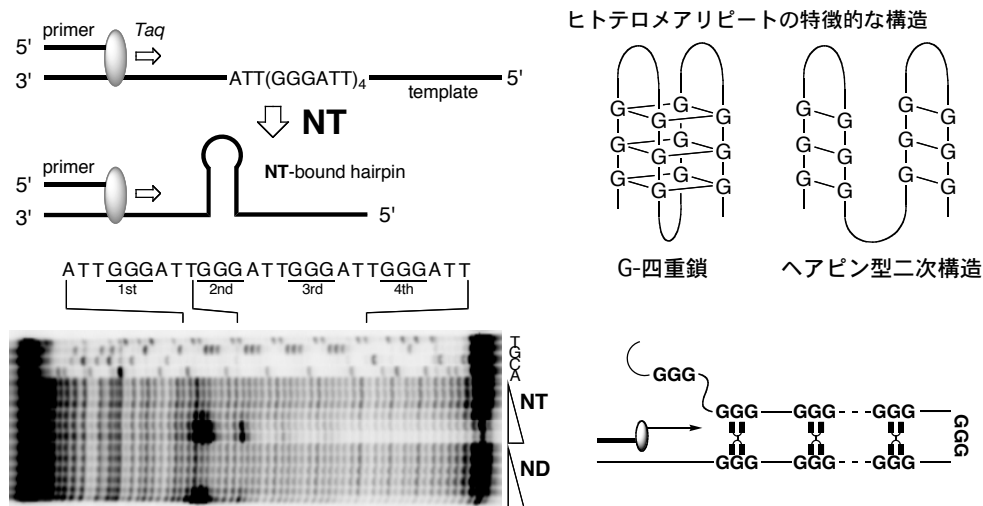 primer
Taq
5'
3'
ATT(GGGATT)4
5'
template
NT
primer
NT-bound hairpin
5'
3'
5'
ATTGGGATTGGGATTGGGATTGGGATT
1st 2nd 3rd 4th
T
G
C
A
NT
ND
ヒトテロメアリピートの特徴的な構造
G G G G
G G G G
G G G G
G-四重鎖
G G G G
G G G G
G G G G
ヘアピン型二次構造
GGG
GGG GGG GGG
GGG
GGG GGG GGG